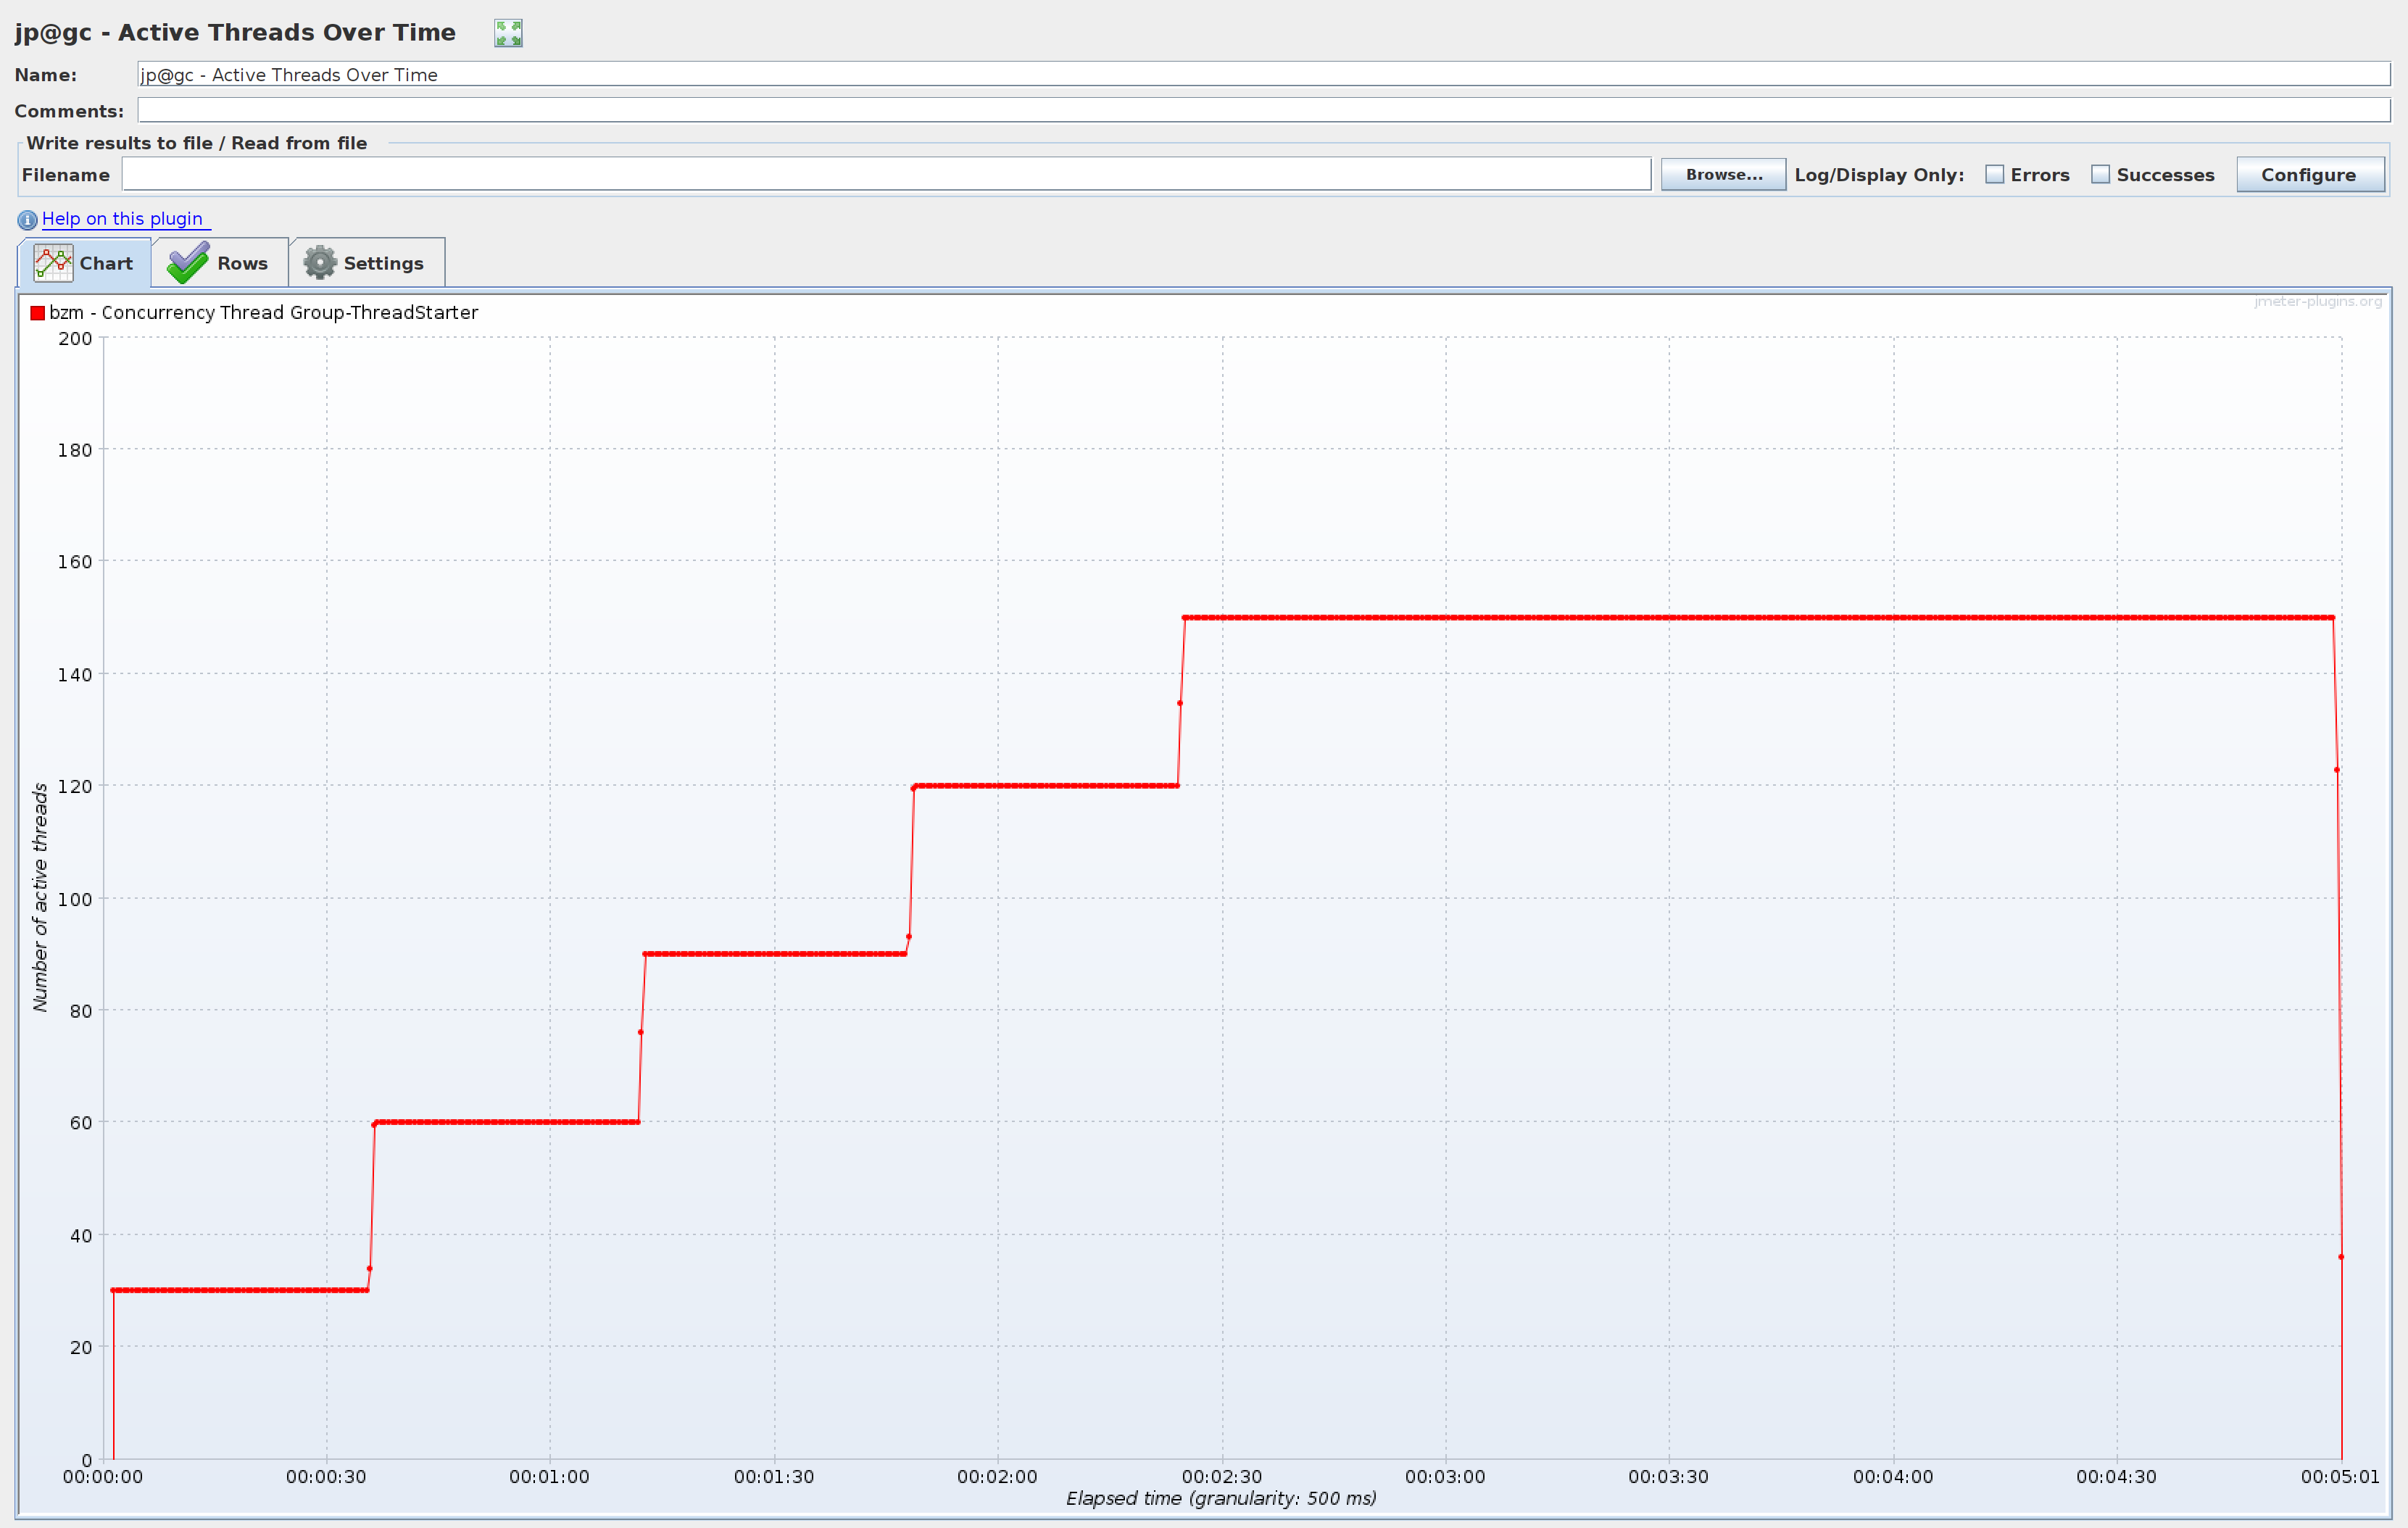 jp@gc - Active Threads Over Time
Name: jp@gc - Active Threads Over Time
Comments:
Write results to file / Read from file
Filename Browse... Log/Display Only: Errors Successes Configure
Help on this plugin
Chart Rows Settings
jmeter-plugins.org
bzm - Concurrency Thread Group-ThreadStarter
200
180
160
140
120
100
80
60
40
20
0
Number of active threads
00:00:00 00:00:30 00:01:00 00:01:30 00:02:00 00:02:30 00:03:00 00:03:30 00:04:00 00:04:30 00:05:01
Elapsed time (granularity: 500 ms)